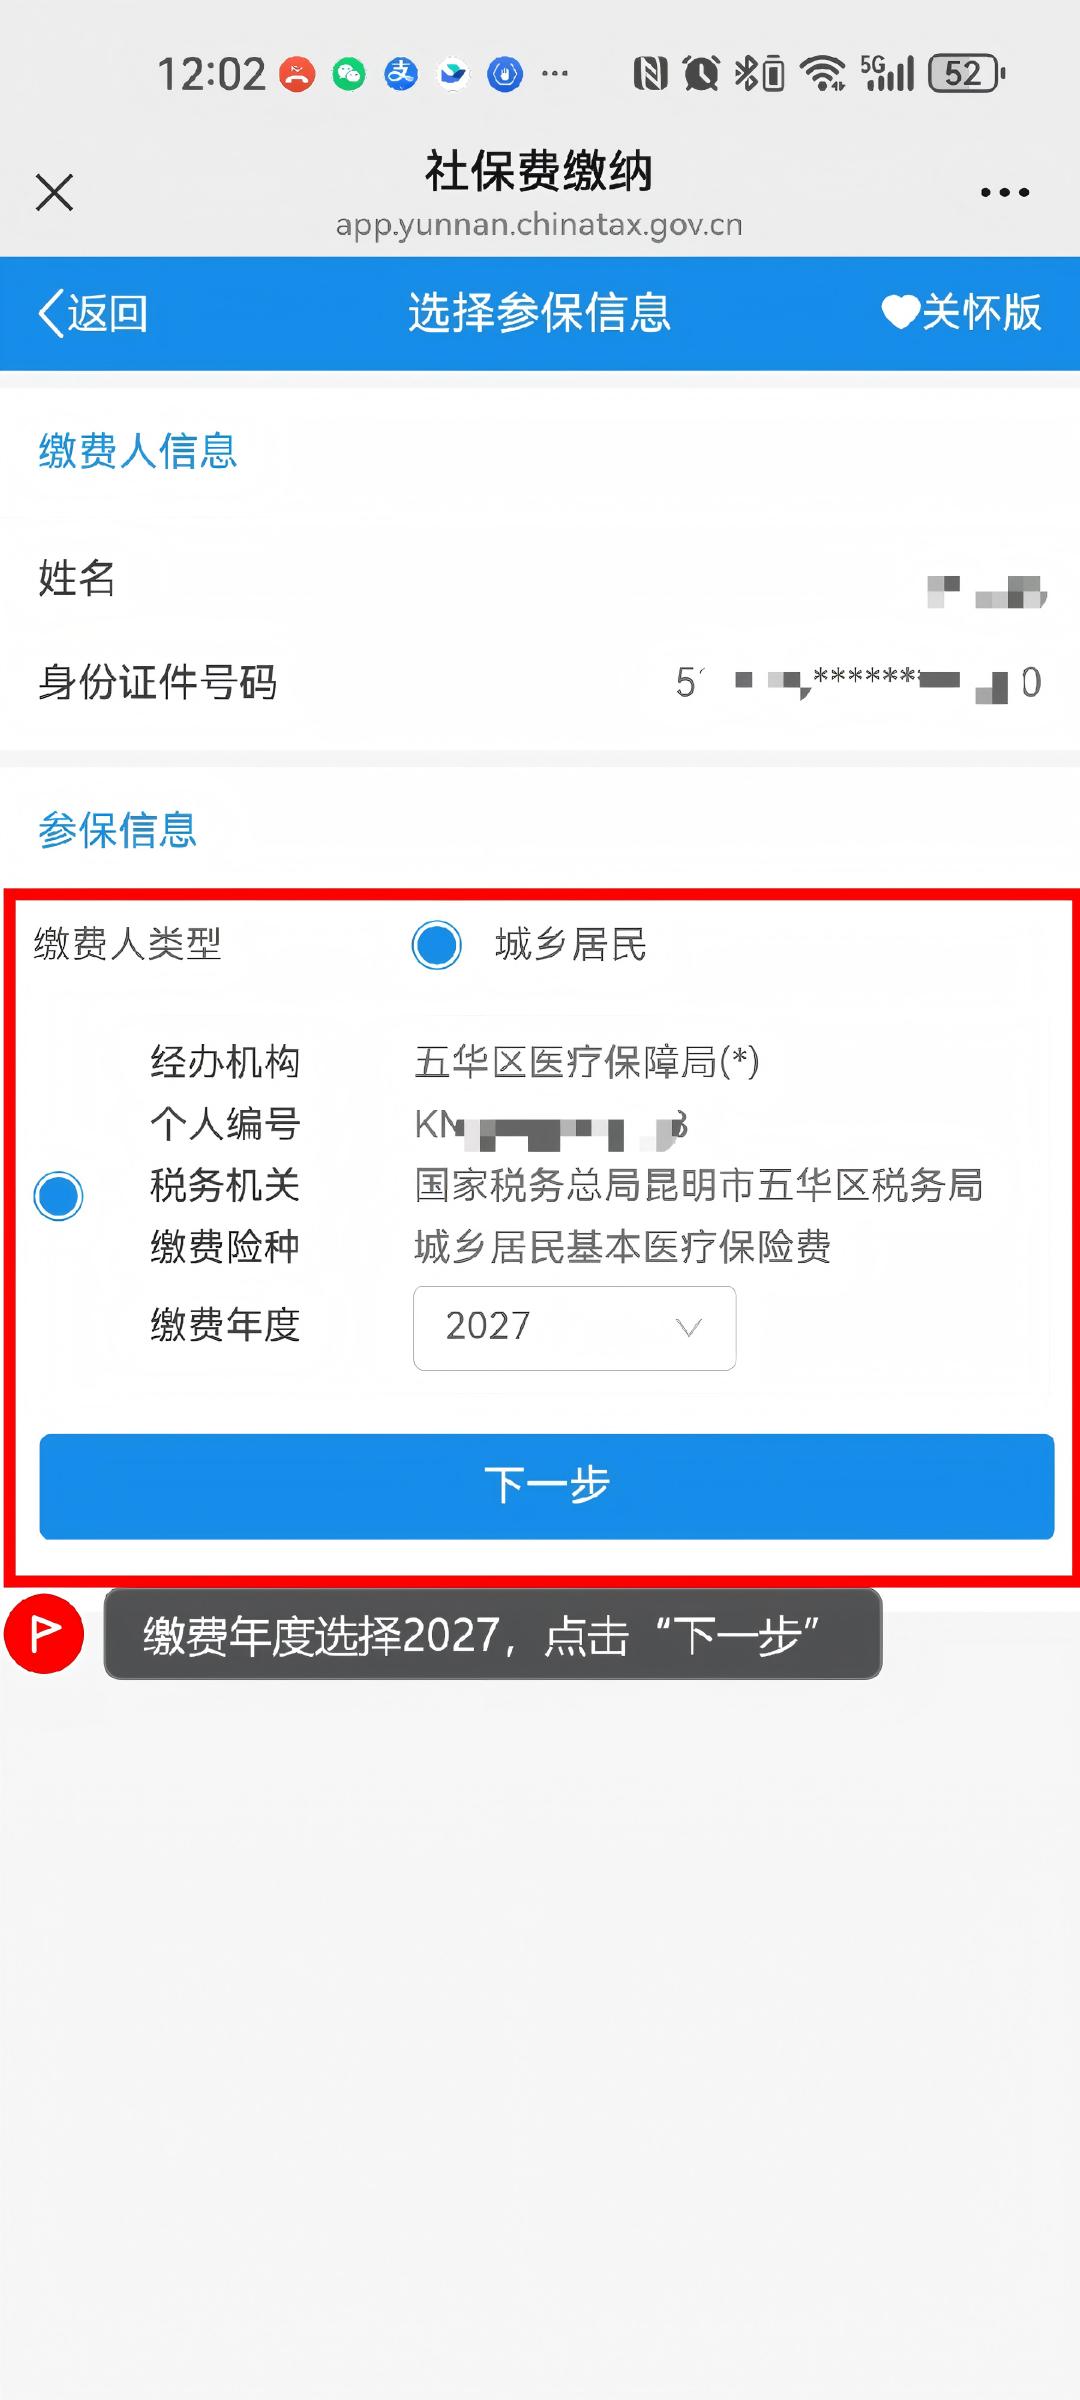 12:02 ... 5G 52
社保费缴纳
app.yunnan.chinatax.gov.cn
返回 选择参保信息 关怀版
缴费人信息
姓名
身份证件号码 5 ******* 0
参保信息
缴费人类型 城乡居民
经办机构 五华区医疗保障局(*)
个人编号 KN
税务机关 国家税务总局昆明市五华区税务局
缴费险种 城乡居民基本医疗保险费
缴费年度 2027
下一步
缴费年度选择2027，点击“下一步”